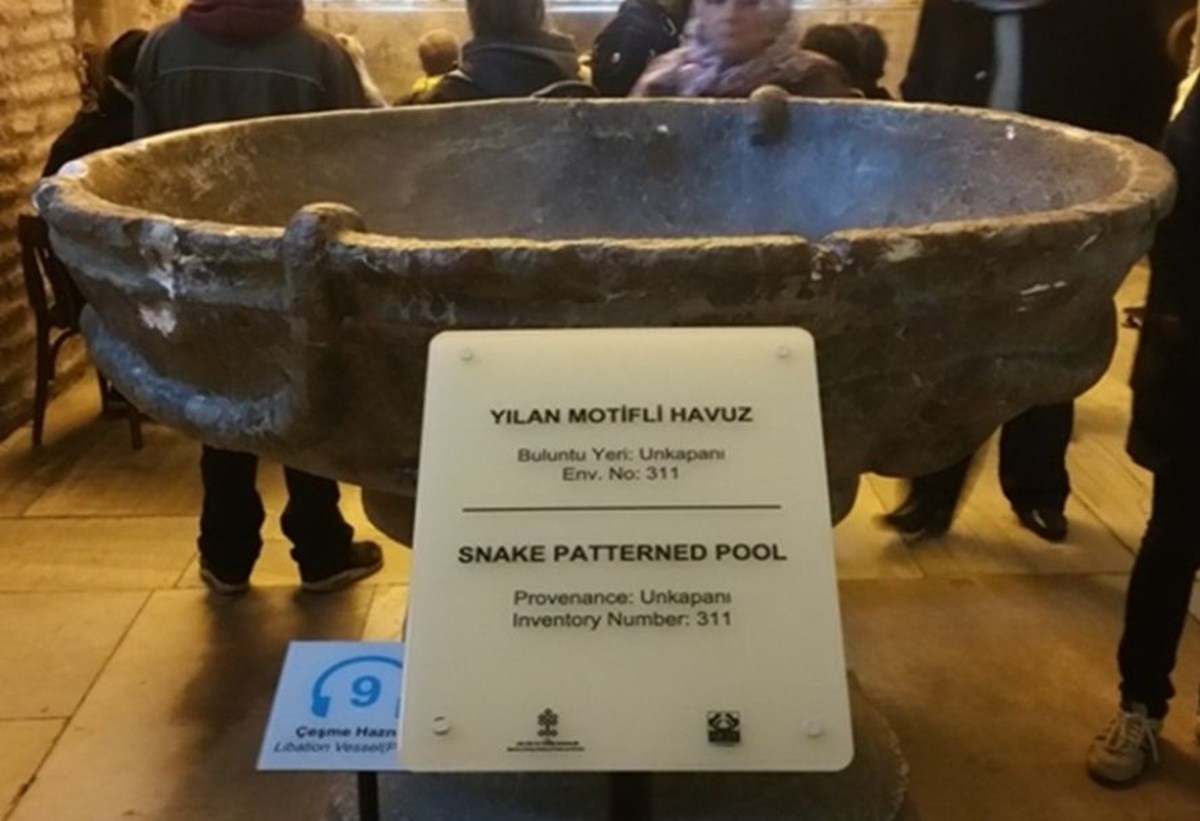 YILAN MOTİFLİ HAVUZ
Buluntu Yeri: Unkapanı
Env. No: 311
SNAKE PATTERNED POOL
Provenance: Unkapanı
Inventory Number: 311
9
Çeşme Hazn
Libation Vessel(P